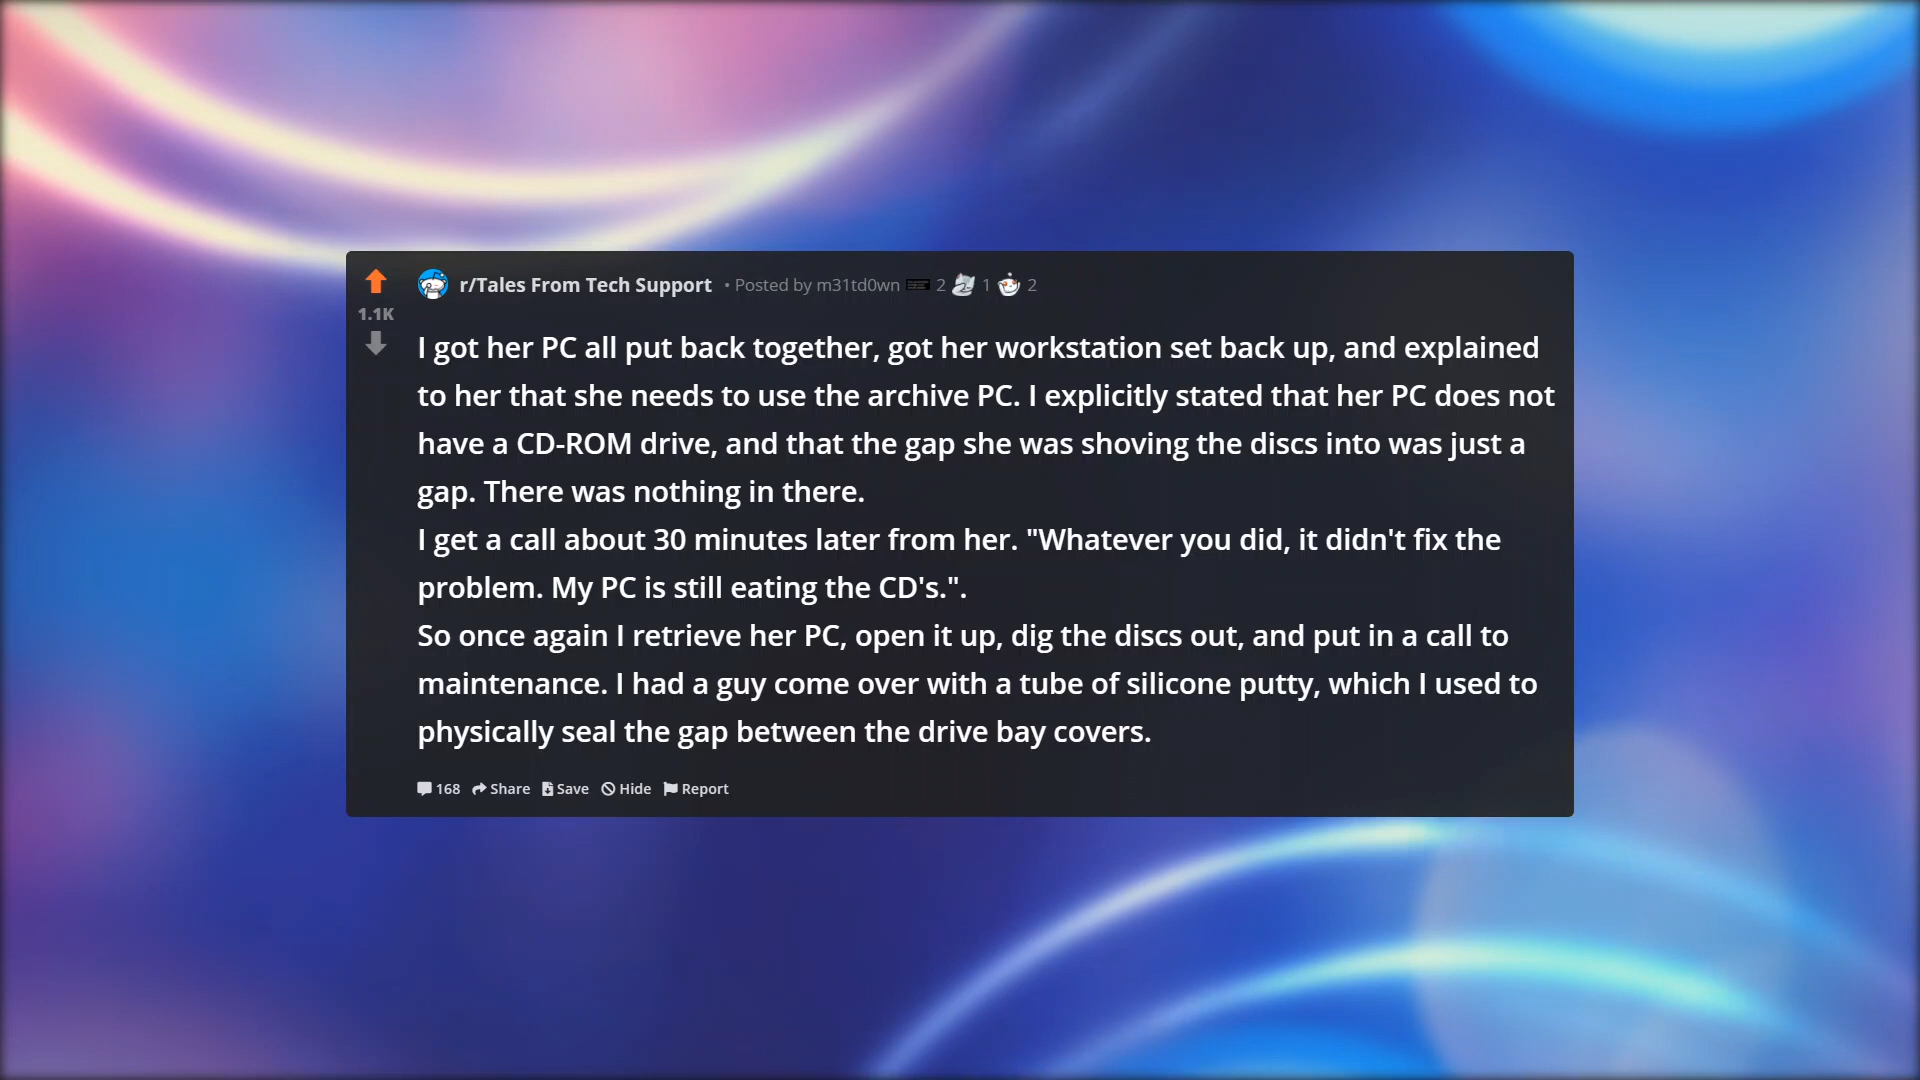 r/Tales From Tech Support • Posted by m31td0wn 2 1 2
1.1K
I got her PC all put back together, got her workstation set back up, and explained
to her that she needs to use the archive PC. I explicitly stated that her PC does not
have a CD-ROM drive, and that the gap she was shoving the discs into was just a
gap. There was nothing in there.
I get a call about 30 minutes later from her. "Whatever you did, it didn't fix the
problem. My PC is still eating the CD's.".
So once again I retrieve her PC, open it up, dig the discs out, and put in a call to
maintenance. I had a guy come over with a tube of silicone putty, which I used to
physically seal the gap between the drive bay covers.
168 Share Save Hide Report